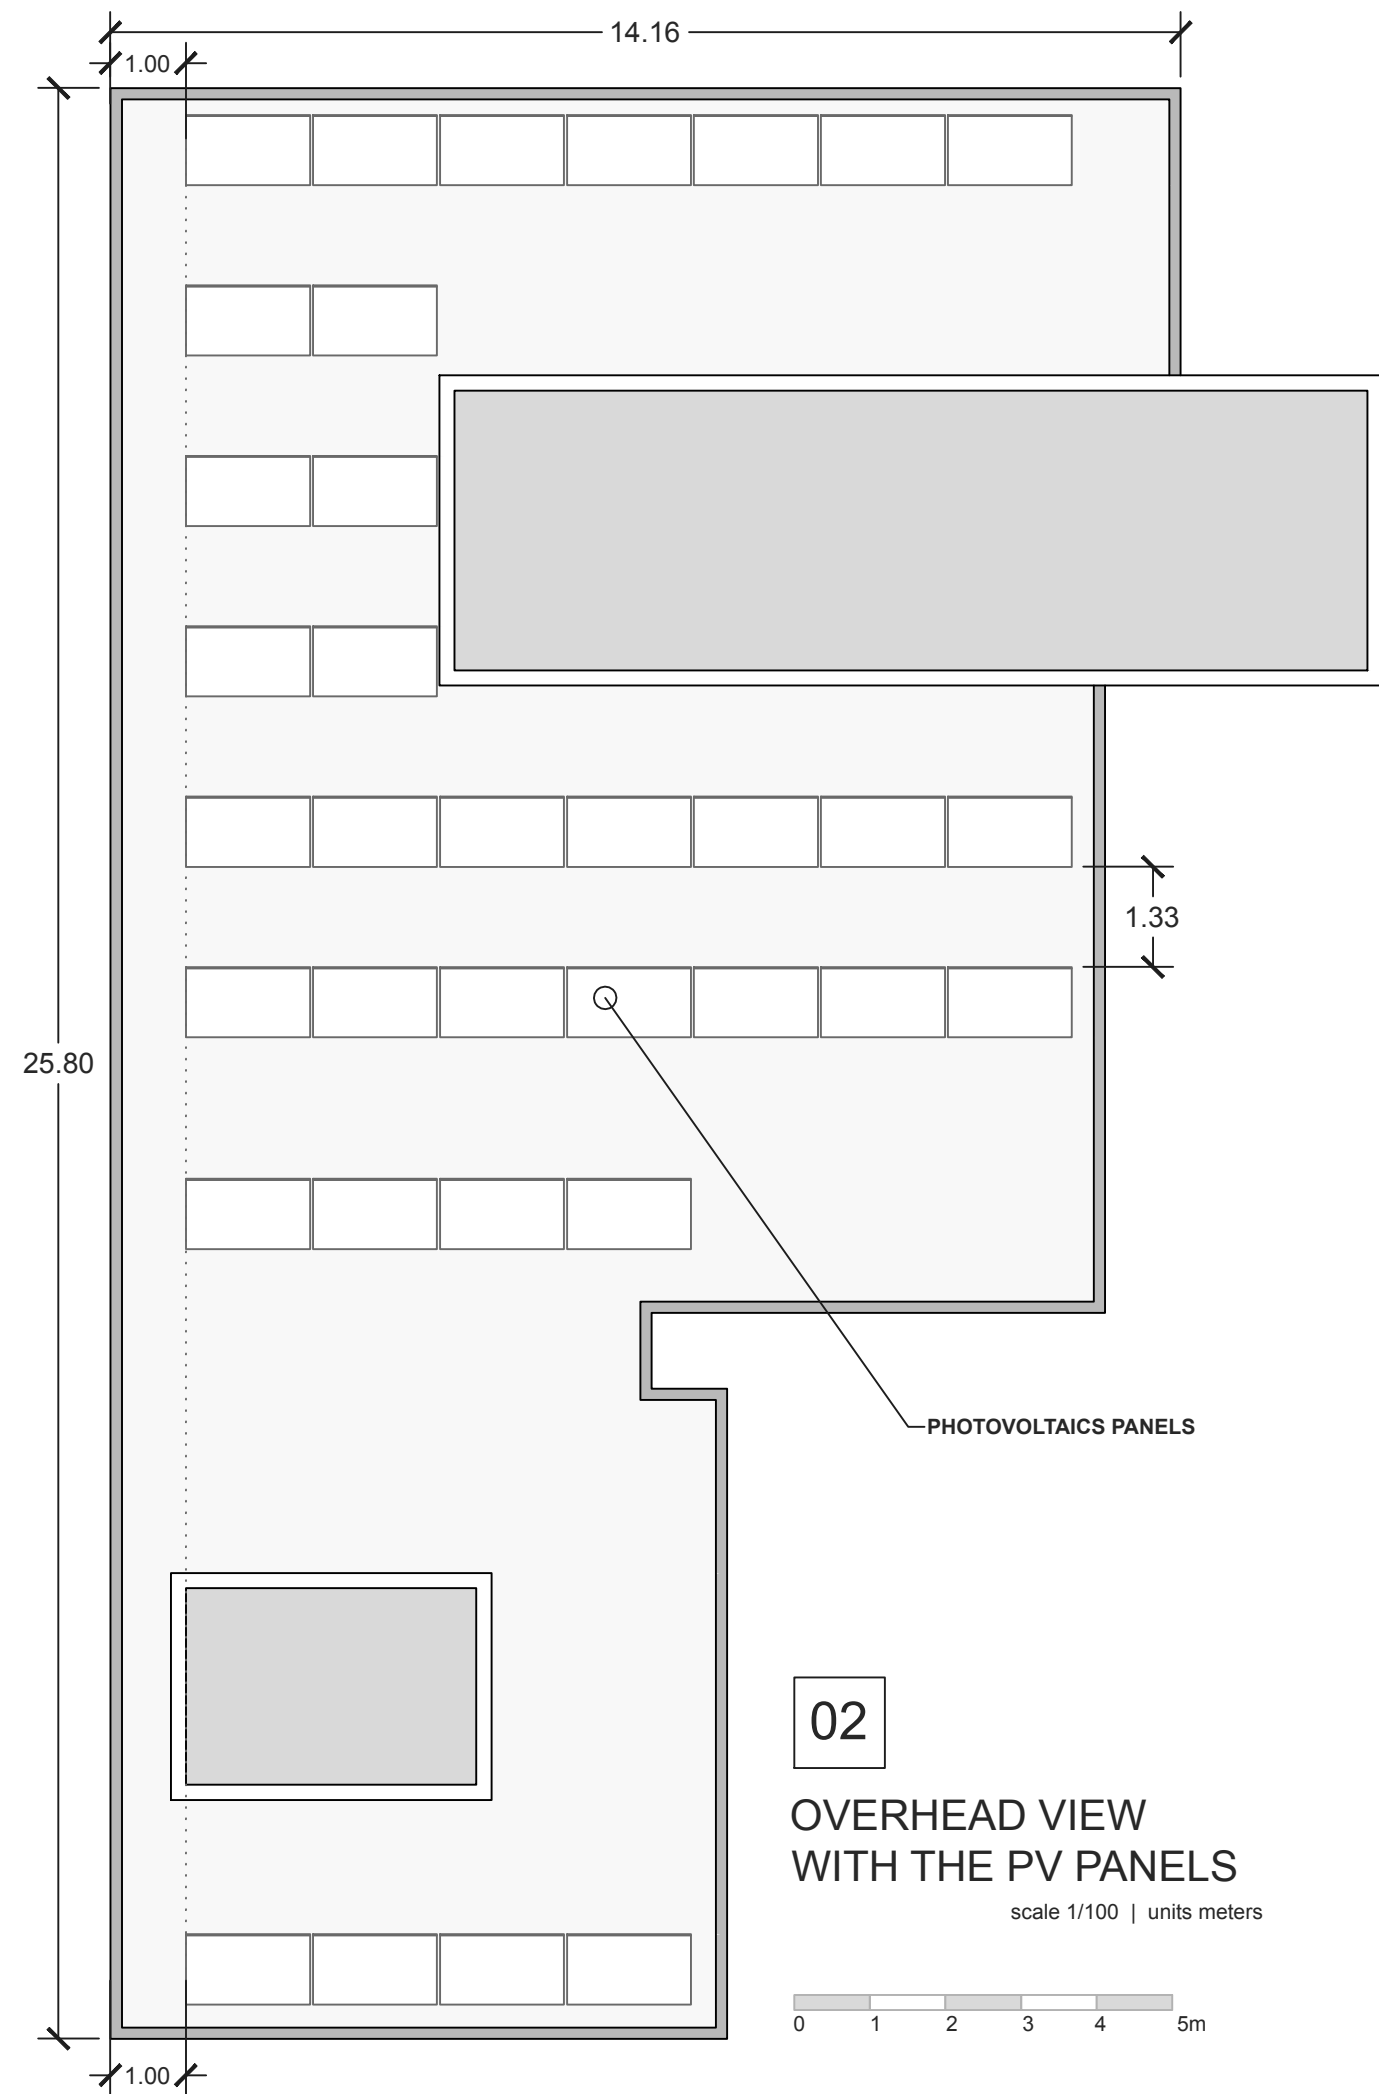 14.16
1.00
1.33
25.80
PHOTOVOLTAICS PANELS
02
OVERHEAD VIEW
WITH THE PV PANELS
scale 1/100 | units meters
0 1 2 3 4 5m
1.00